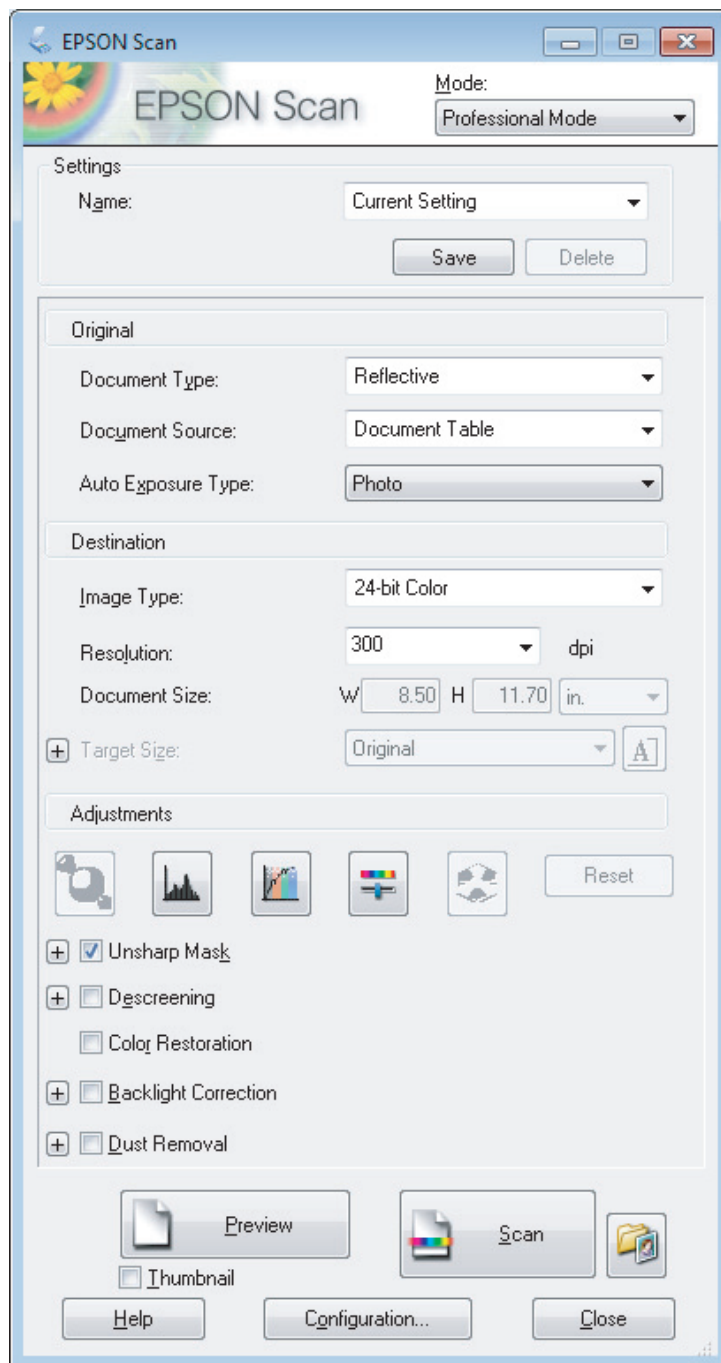 EPSON Scan
EPSON Scan
Mode:
Professional Mode
Settings
Name:
Current Setting
Save
Delete
Original
Document Type:
Reflective
Document Source:
Document Table
Auto Exposure Type:
Photo
Destination
Image Type:
24-bit Color
Resolution:
300
dpi
Document Size:
W 8.50 H 11.70 in.
Target Size:
Original
A
Adjustments
Reset
Unsharp Mask
Descreening
Color Restoration
Backlight Correction
Dust Removal
Preview
Scan
Thumbnail
Help
Configuration...
Close